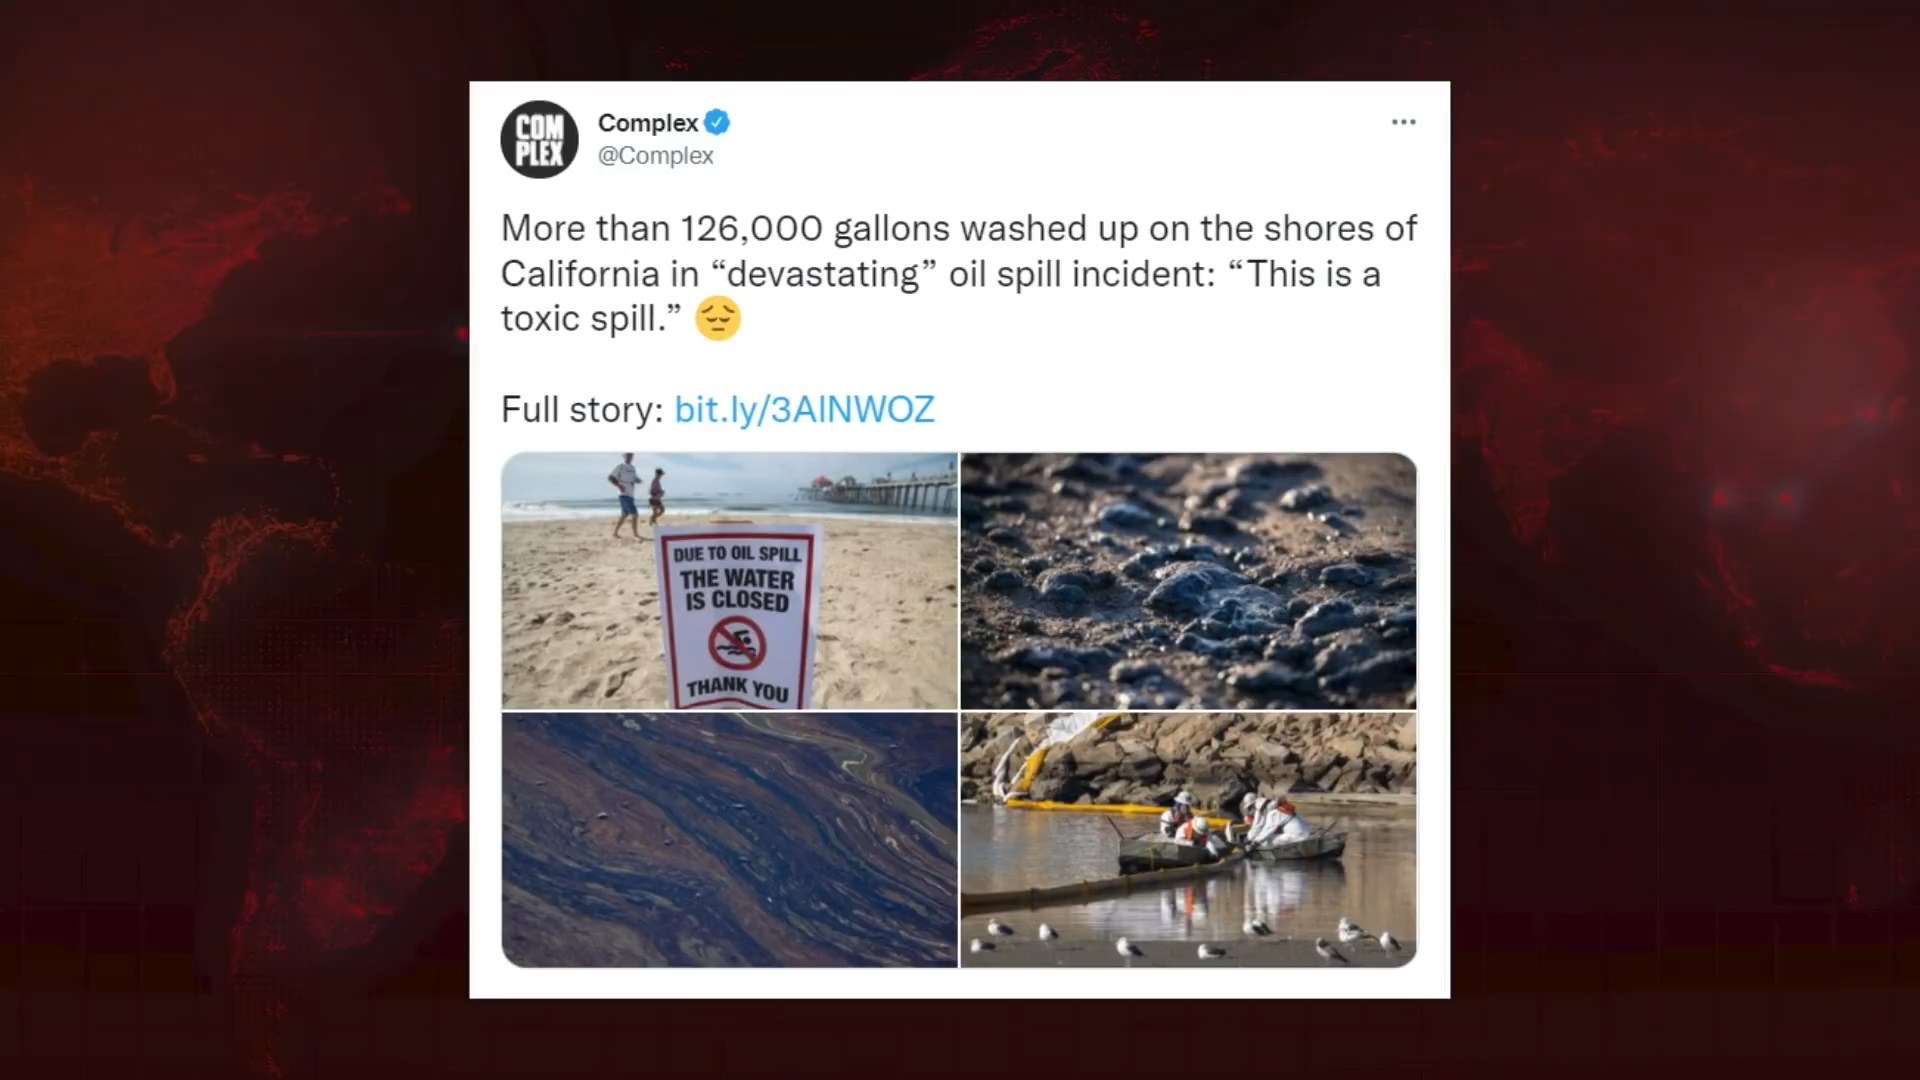 COM
PLEX
Complex
@Complex
More than 126,000 gallons washed up on the shores of
California in “devastating” oil spill incident: “This is a
toxic spill.” 😔
Full story: bit.ly/3AlNWOZ
DUE TO OIL SPILL
THE WATER
IS CLOSED
THANK YOU